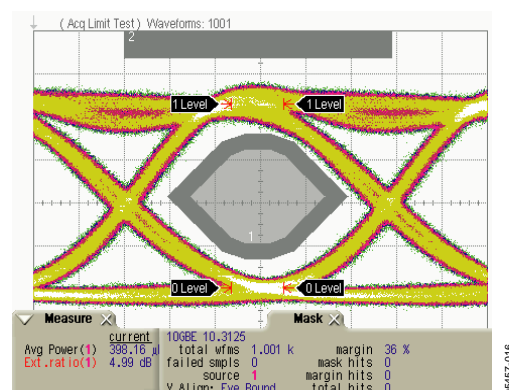 ( Acq Limit Test ) Waveforms: 1001
2
1 Level
1 Level
1
0 Level
0 Level
Measure
current
Avg Power(1) 398.16
Ext.ratio(1) 4.99 dB
Mask
10GBE 10.3125
total wfms 1.001 k
failed smpls 0
source 1
Y Align: Eye Bound
margin 36 %
mask hits 0
margin hits 0
total hits 0